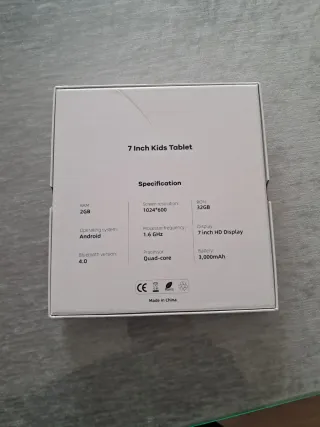 7 Inch Kids Tablet
Specification
RAM
2GB
Operating system
Android
Bluetooth version
4.0
Screen resolution
1024*600
Processor frequency
1.6 GHz
Processor
Quad-core
ROM
32GB
Display
7 inch HD Display
Battery
3,000mAh
CE
Made in China